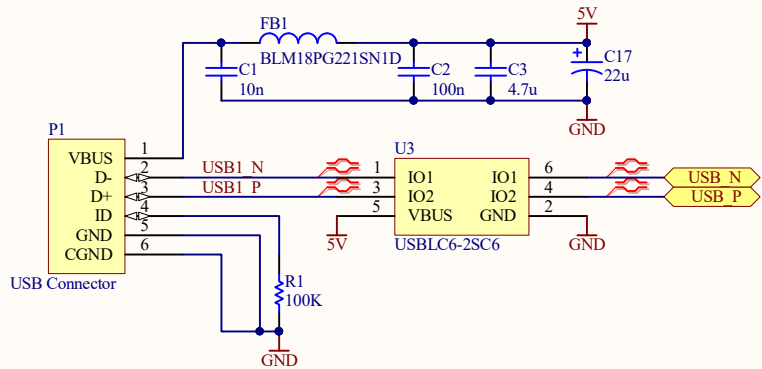 5V
FB1
BLM18PG221SN1D
C1
10n
C2
100n
C3
4.7u
+
C17
22u
GND
P1
VBUS 1
D- 2
D+ 3
ID 4
GND 5
CGND 6
USB Connector
USB1_N
USB1_P
U3
1 IO1 IO1 6
3 IO2 IO2 4
5 VBUS GND 2
USBLC6-2SC6
5V
GND
USB_N
USB_P
R1
100K
GND